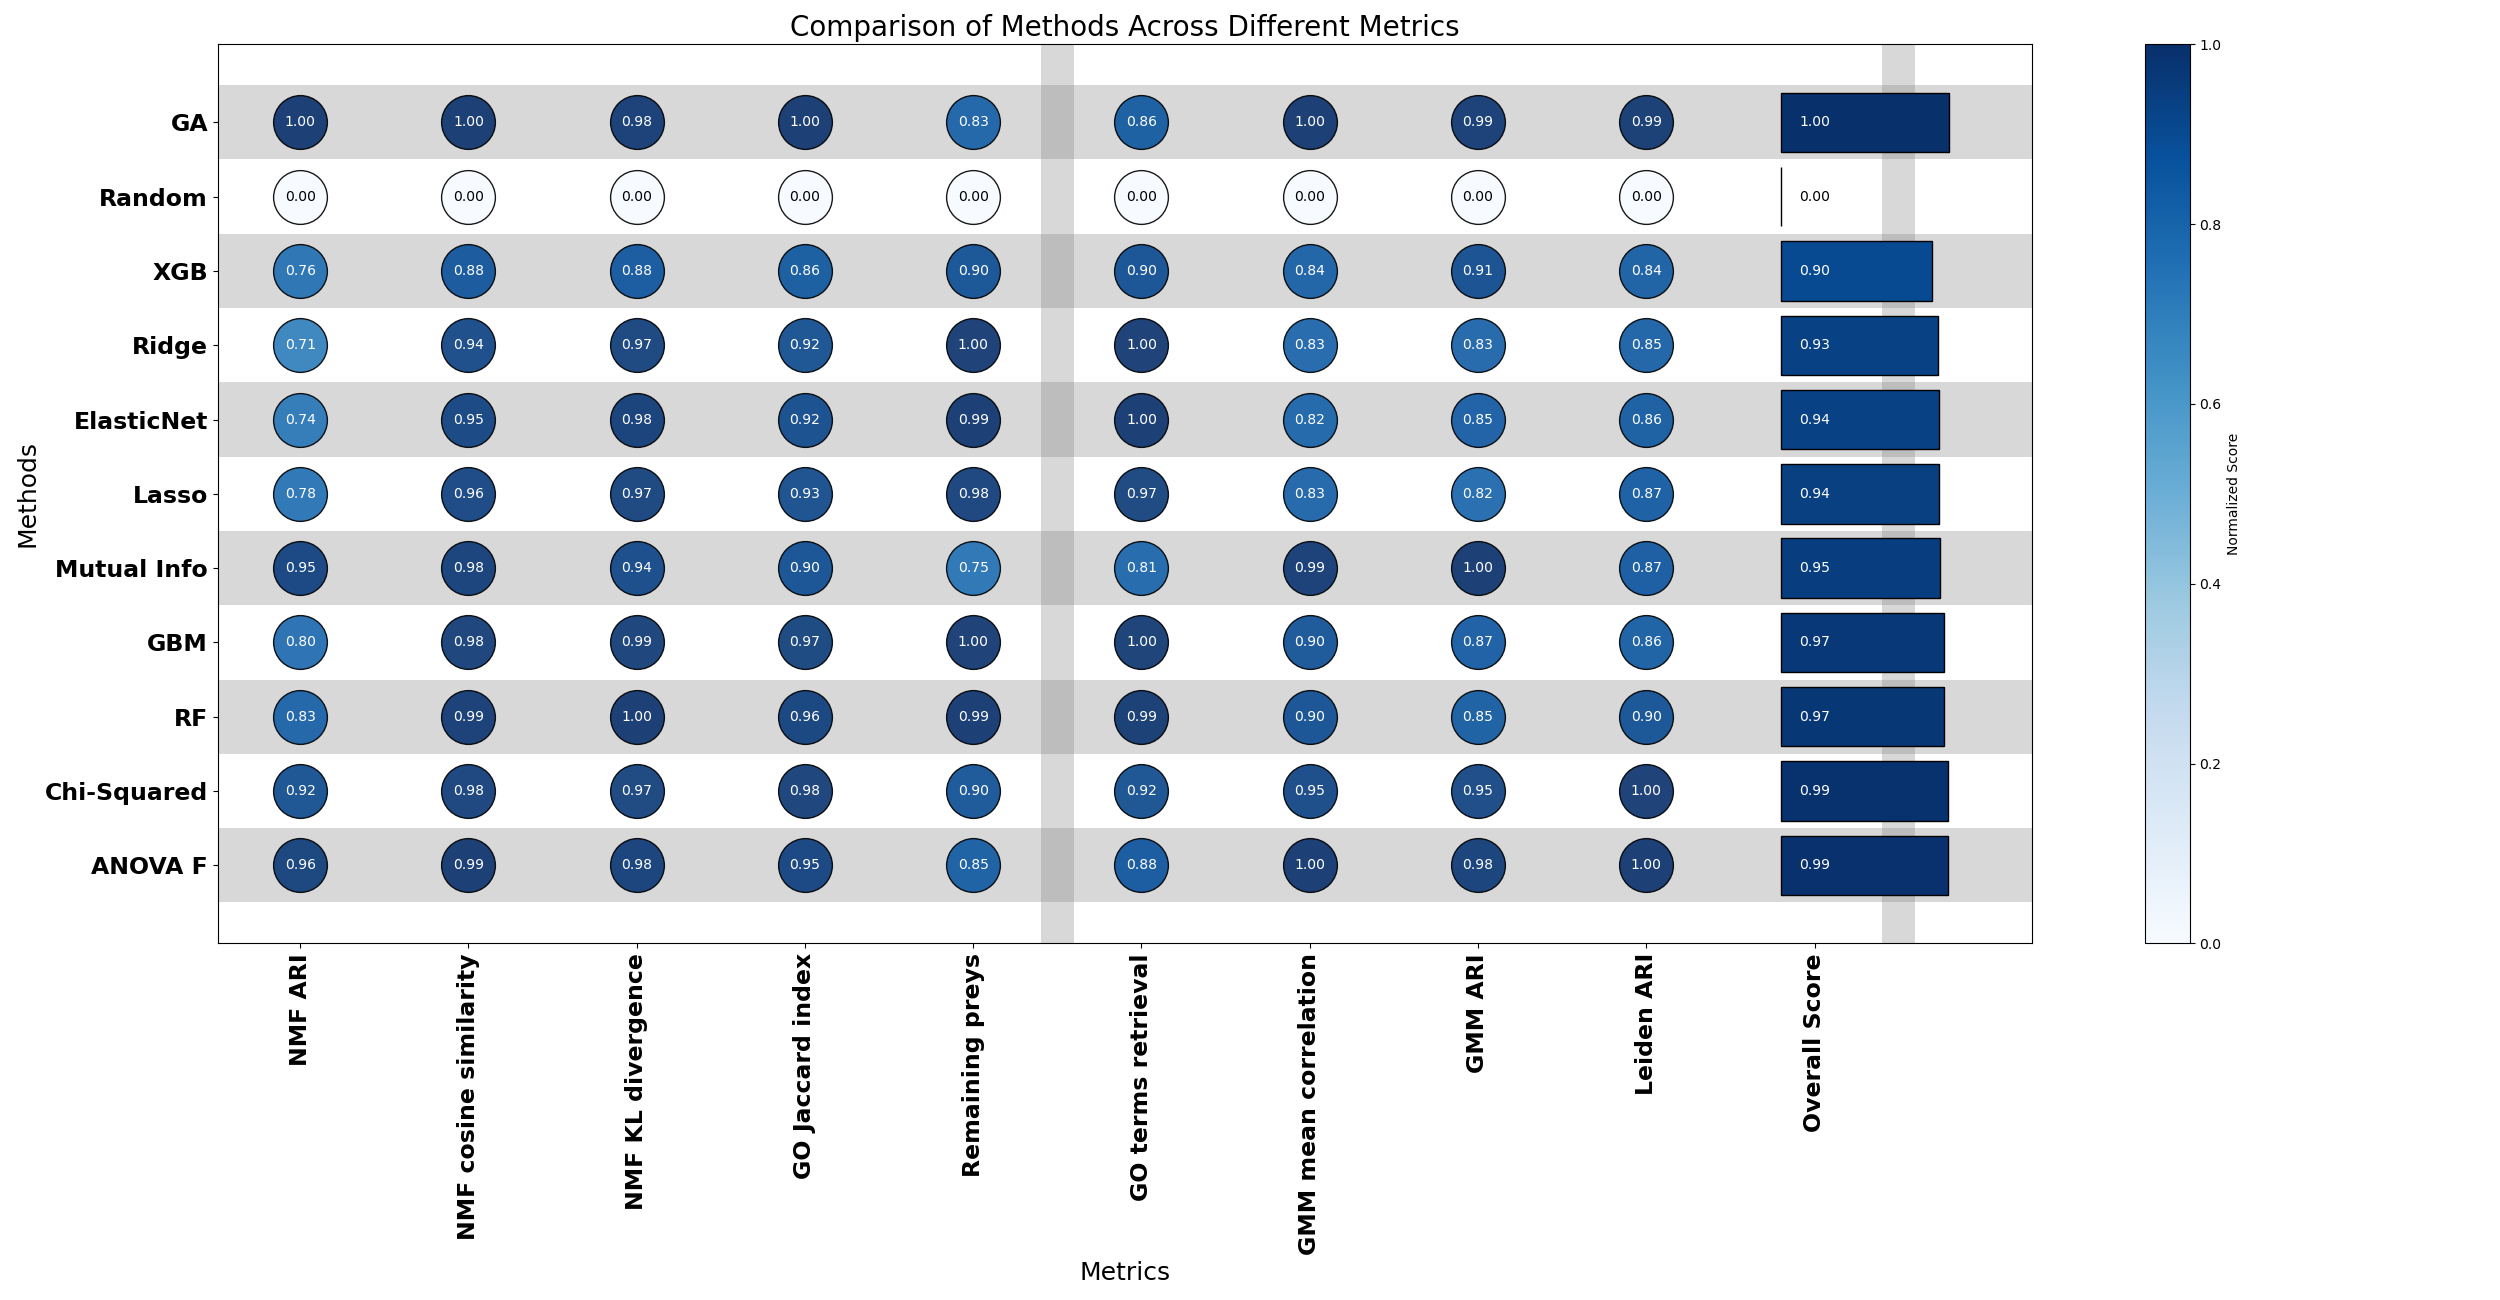 Comparison of Methods Across Different Metrics
Methods
GA 1.00 1.00 0.98 1.00 0.83 0.86 1.00 0.99 0.99 1.00
Random 0.00 0.00 0.00 0.00 0.00 0.00 0.00 0.00 0.00 0.00
XGB 0.76 0.88 0.88 0.86 0.90 0.90 0.84 0.91 0.84 0.90
Ridge 0.71 0.94 0.97 0.92 1.00 1.00 0.83 0.83 0.85 0.93
ElasticNet 0.74 0.95 0.98 0.92 0.99 1.00 0.82 0.85 0.86 0.94
Lasso 0.78 0.96 0.97 0.93 0.98 0.97 0.83 0.82 0.87 0.94
Mutual Info 0.95 0.98 0.94 0.90 0.75 0.81 0.99 1.00 0.87 0.95
GBM 0.80 0.98 0.99 0.97 1.00 1.00 0.90 0.87 0.86 0.97
RF 0.83 0.99 1.00 0.96 0.99 0.99 0.90 0.85 0.90 0.97
Chi-Squared 0.92 0.98 0.97 0.98 0.90 0.92 0.95 0.95 1.00 0.99
ANOVA F 0.96 0.99 0.98 0.95 0.85 0.88 1.00 0.98 1.00 0.99
NMF ARI
NMF cosine similarity
NMF KL divergence
GO Jaccard index
Remaining preys
GO terms retrieval
GMM mean correlation
GMM ARI
Leiden ARI
Overall Score
Metrics
1.0
0.8
0.6
0.4
0.2
0.0
Normalized Score